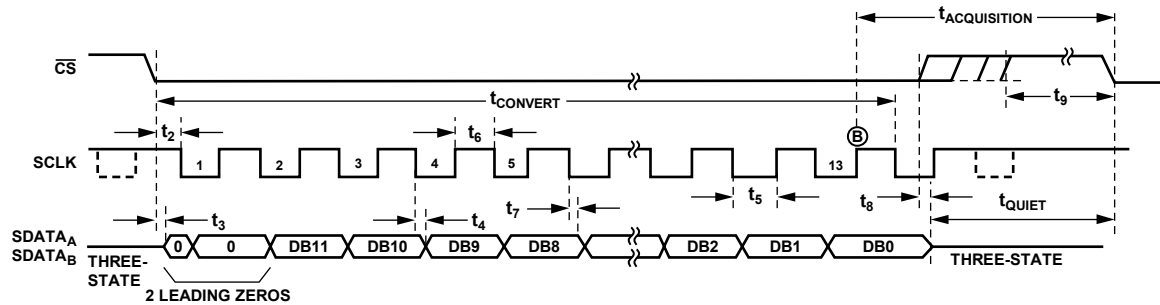 tACQUISITION
CS
tCONVERT
t9
t2
t6
B
SCLK
1 2 3 4 5 13
t3 t4 t7 t5 t8 tQUIET
SDATAA
SDATAB
0 0 DB11 DB10 DB9 DB8 DB2 DB1 DB0
THREE-
STATE
THREE-STATE
2 LEADING ZEROS